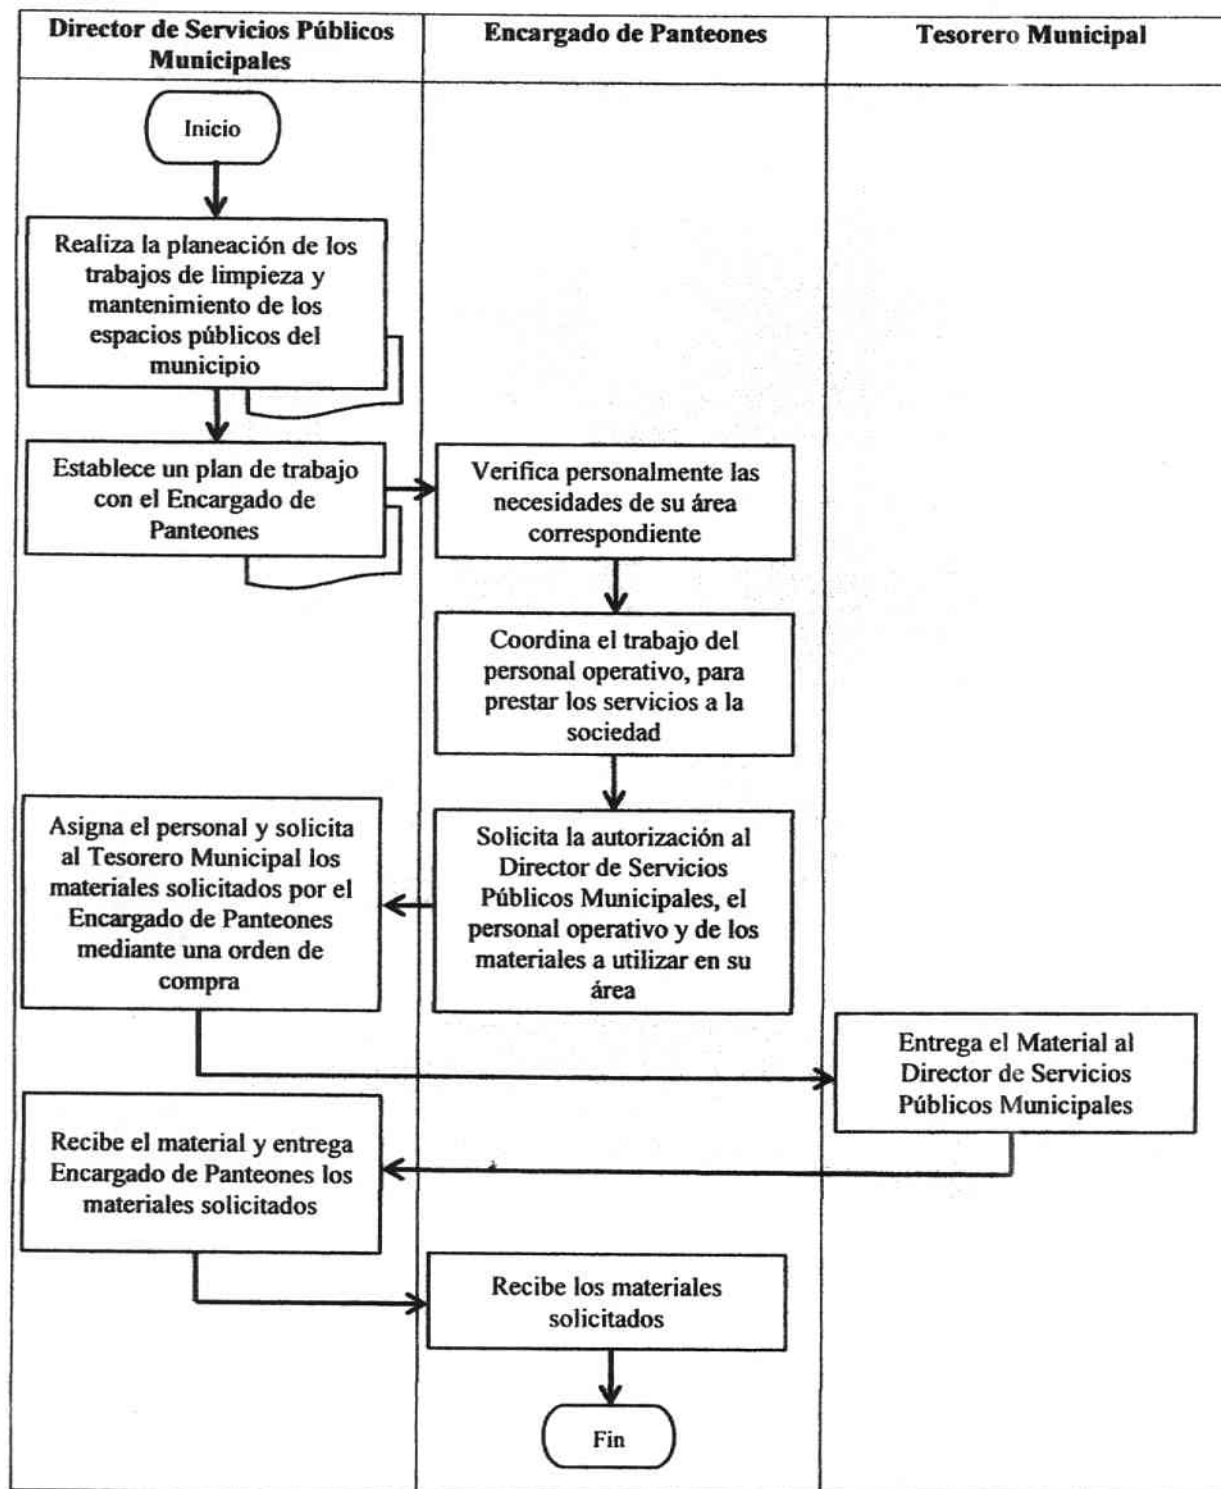 Director de Servicios Públicos
Municipales
Encargado de Panteones
Tesorero Municipal
Inicio
Realiza la planeación de los
trabajos de limpieza y
mantenimiento de los
espacios públicos del
municipio
Establece un plan de trabajo
con el Encargado de
Panteones
Verifica personalmente las
necesidades de su área
correspondiente
Coordina el trabajo del
personal operativo, para
prestar los servicios a la
sociedad
Solicita la autorización al
Director de Servicios
Públicos Municipales, el
personal operativo y de los
materiales a utilizar en su
área
Asigna el personal y solicita
al Tesorero Municipal los
materiales solicitados por el
Encargado de Panteones
mediante una orden de
compra
Entrega el Material al
Director de Servicios
Públicos Municipales
Recibe el material y entrega
Encargado de Panteones los
materiales solicitados
Recibe los materiales
solicitados
Fin